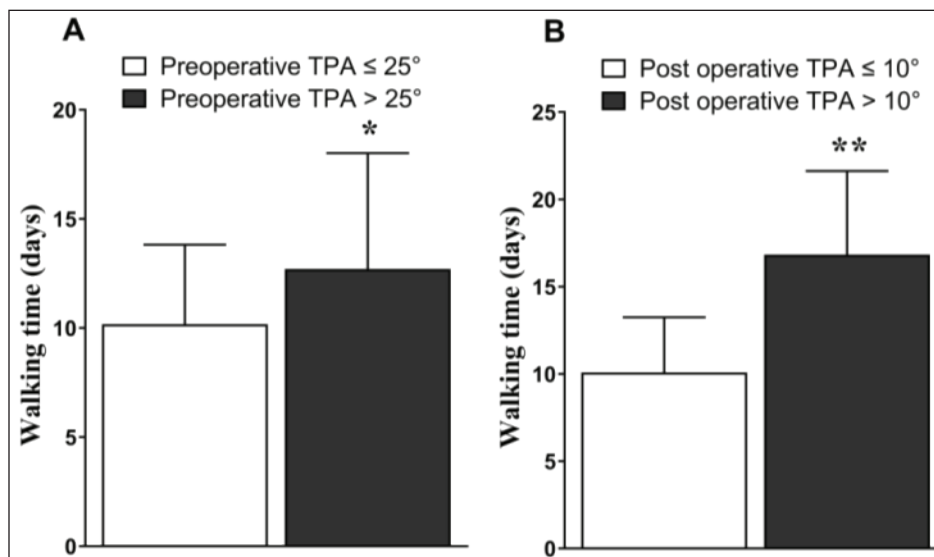 A
Preoperative TPA ≤ 25°
Preoperative TPA > 25°
20
15
10
5
0
Walking time (days)
*
B
Post operative TPA ≤ 10°
Post operative TPA > 10°
25
20
15
10
5
0
Walking time (days)
**